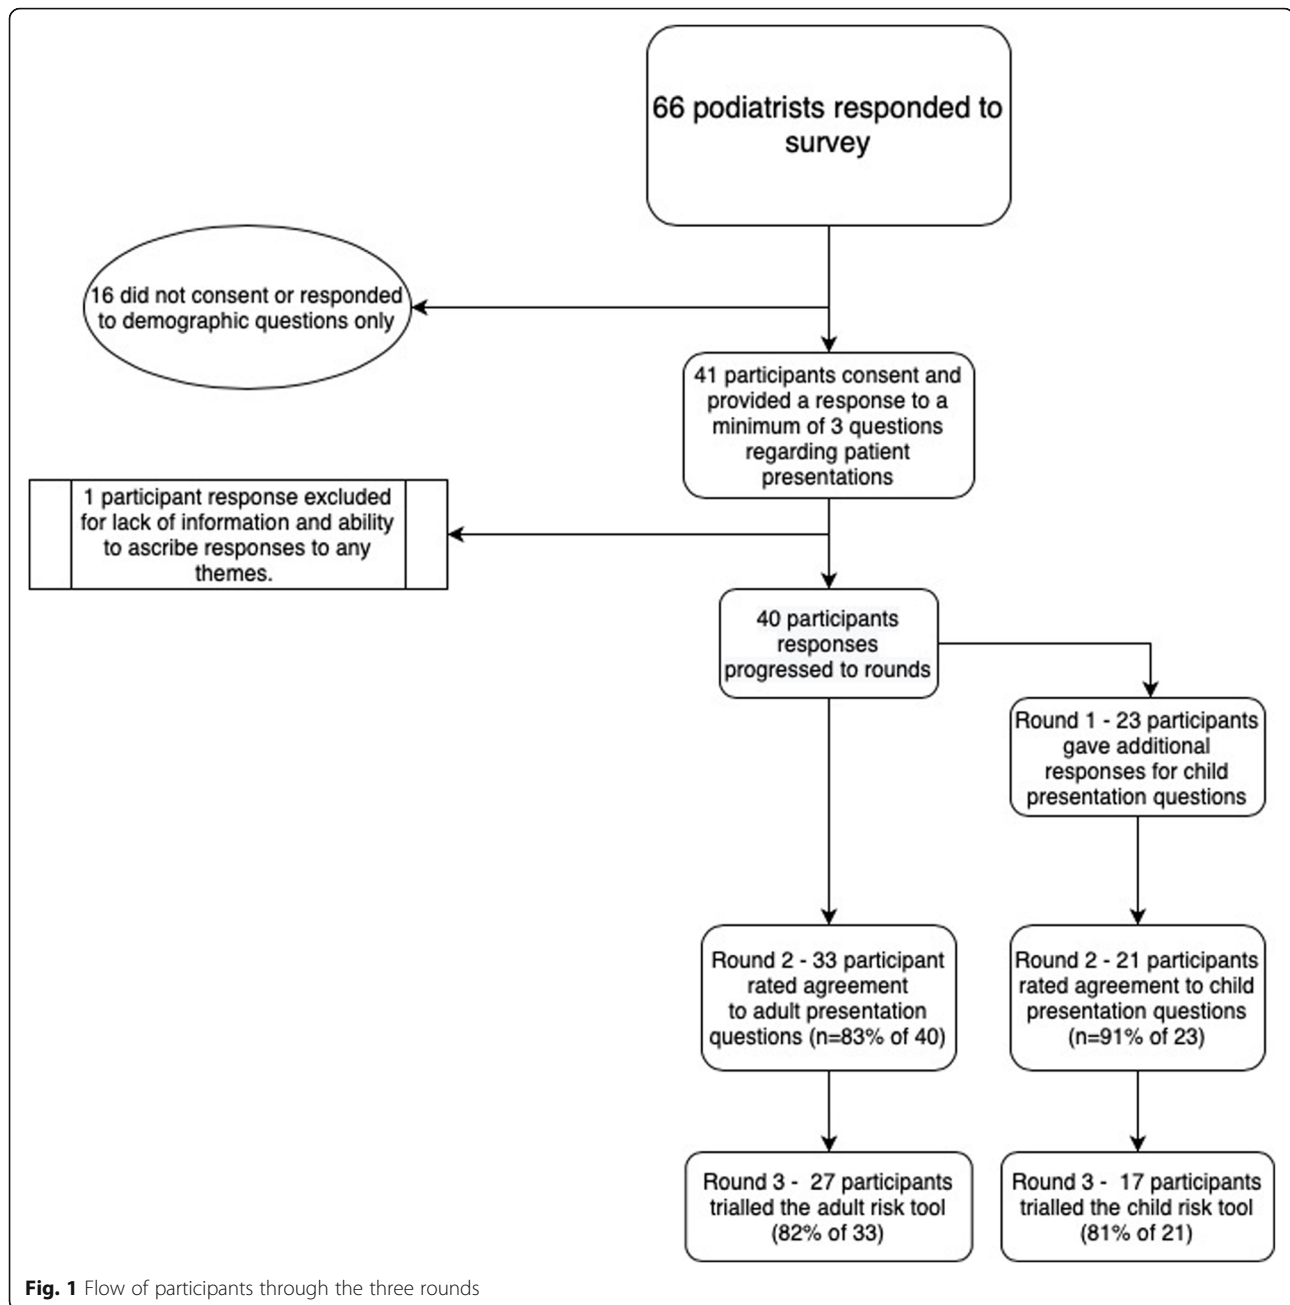 66 podiatrists responded to
survey
16 did not consent or responded
to demographic questions only
41 participants consent and
provided a response to a
minimum of 3 questions
regarding patient
presentations
1 participant response excluded
for lack of information and ability
to ascribe responses to any
themes.
40 participants
responses
progressed to rounds
Round 1 - 23 participants
gave additional
responses for child
presentation questions
Round 2 - 33 participant
rated agreement
to adult presentation
questions (n=83% of 40)
Round 2 - 21 participants
rated agreement to child
presentation questions
(n=91% of 23)
Round 3 - 27 participants
trialled the adult risk tool
(82% of 33)
Round 3 - 17 participants
trialled the child risk tool
(81% of 21)
Fig. 1 Flow of participants through the three rounds